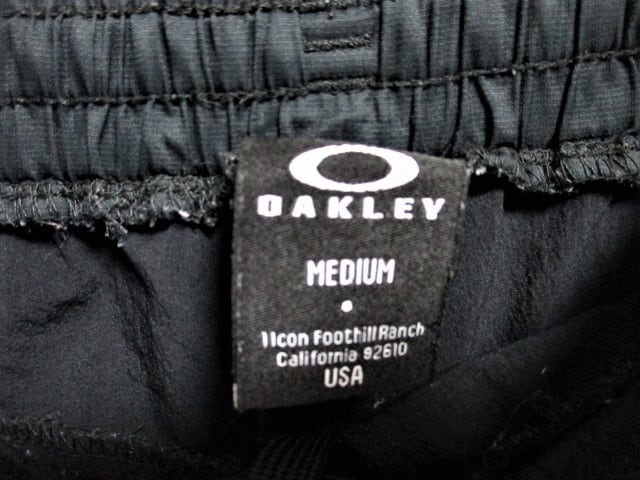 OAKLEY
MEDIUM
1 Icon Foothill Ranch
California 92610
USA